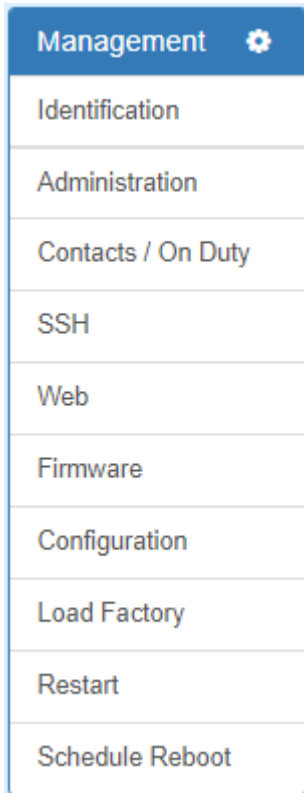 Management
Identification
Administration
Contacts / On Duty
SSH
Web
Firmware
Configuration
Load Factory
Restart
Schedule Reboot